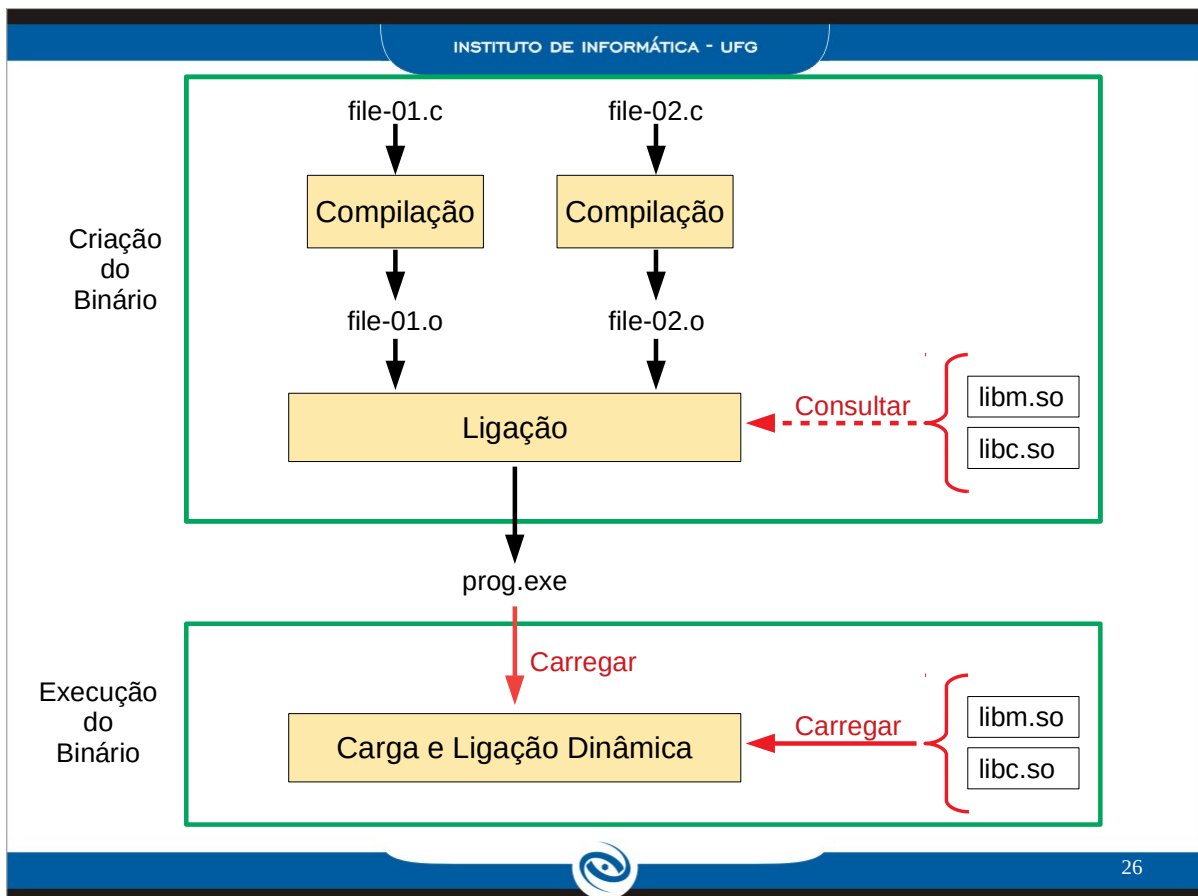 INSTITUTO DE INFORMÁTICA - UFG
file-01.c
file-02.c
Compilação
Compilação
Criação
do
Binário
file-01.o
file-02.o
Ligação
Consultar
libm.so
libc.so
prog.exe
Carregar
Execução
do
Binário
Carga e Ligação Dinâmica
Carregar
libm.so
libc.so
26